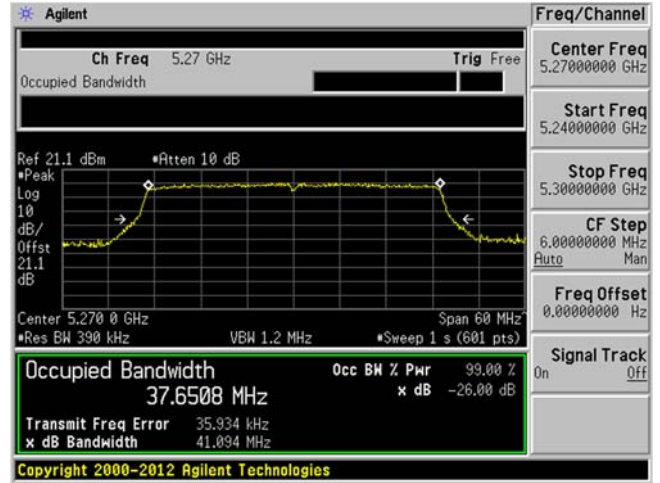 Agilent
Freq/Channel
Ch Freq 5.27 GHz Trig Free
Occupied Bandwidth
Center Freq
5.27000000 GHz
Start Freq
5.24000000 GHz
Stop Freq
5.30000000 GHz
CF Step
6.00000000 MHz
Auto Man
Freq Offset
0.00000000 Hz
Signal Track
On Off
Ref 21.1 dBm #Atten 10 dB
#Peak
Log
10
dB/
Offst
21.1
dB
Center 5.270 0 GHz Span 60 MHz
#Res BW 390 kHz VBW 1.2 MHz #Sweep 1 s (601 pts)
Occupied Bandwidth Occ BW % Pwr 99.00 %
37.6508 MHz x dB -26.00 dB
Transmit Freq Error 35.934 kHz
x dB Bandwidth 41.094 MHz
Copyright 2000-2012 Agilent Technologies